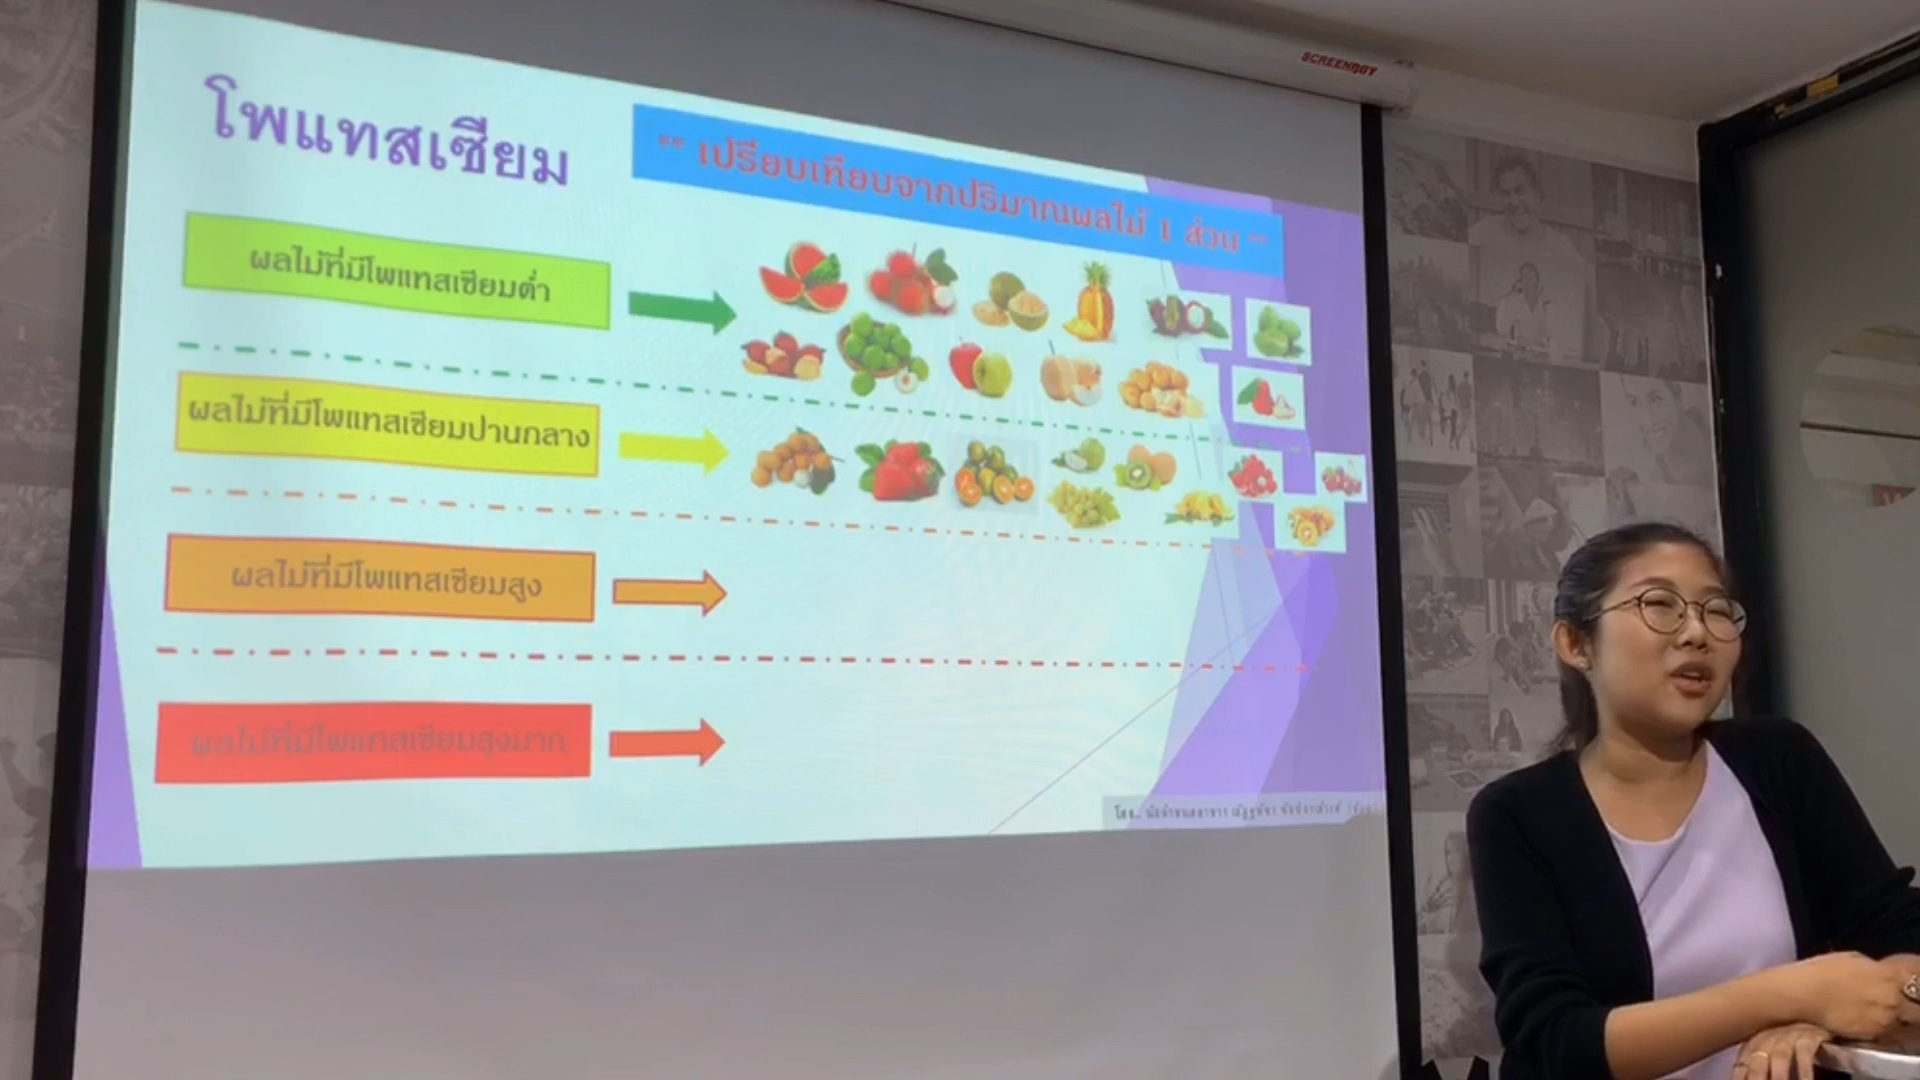 SCREENBOY
โพแทสเซียม
** เปรียบเทียบจากปริมาณผลไม้ 1 ส่วน **
ผลไม้ที่มีโพแทสเซียมต่ำ
ผลไม้ที่มีโพแทสเซียมปานกลาง
ผลไม้ที่มีโพแทสเซียมสูง
ผลไม้ที่มีโพแทสเซียมสูงมาก
โดย..